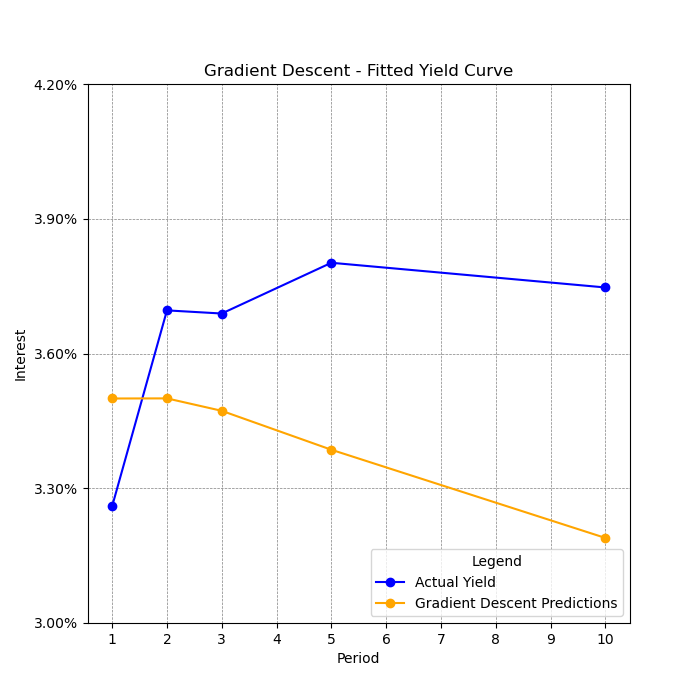 Gradient Descent - Fitted Yield Curve
4.20%
3.90%
3.60%
3.30%
3.00%
Interest
1 2 3 4 5 6 7 8 9 10
Period
Legend
Actual Yield
Gradient Descent Predictions